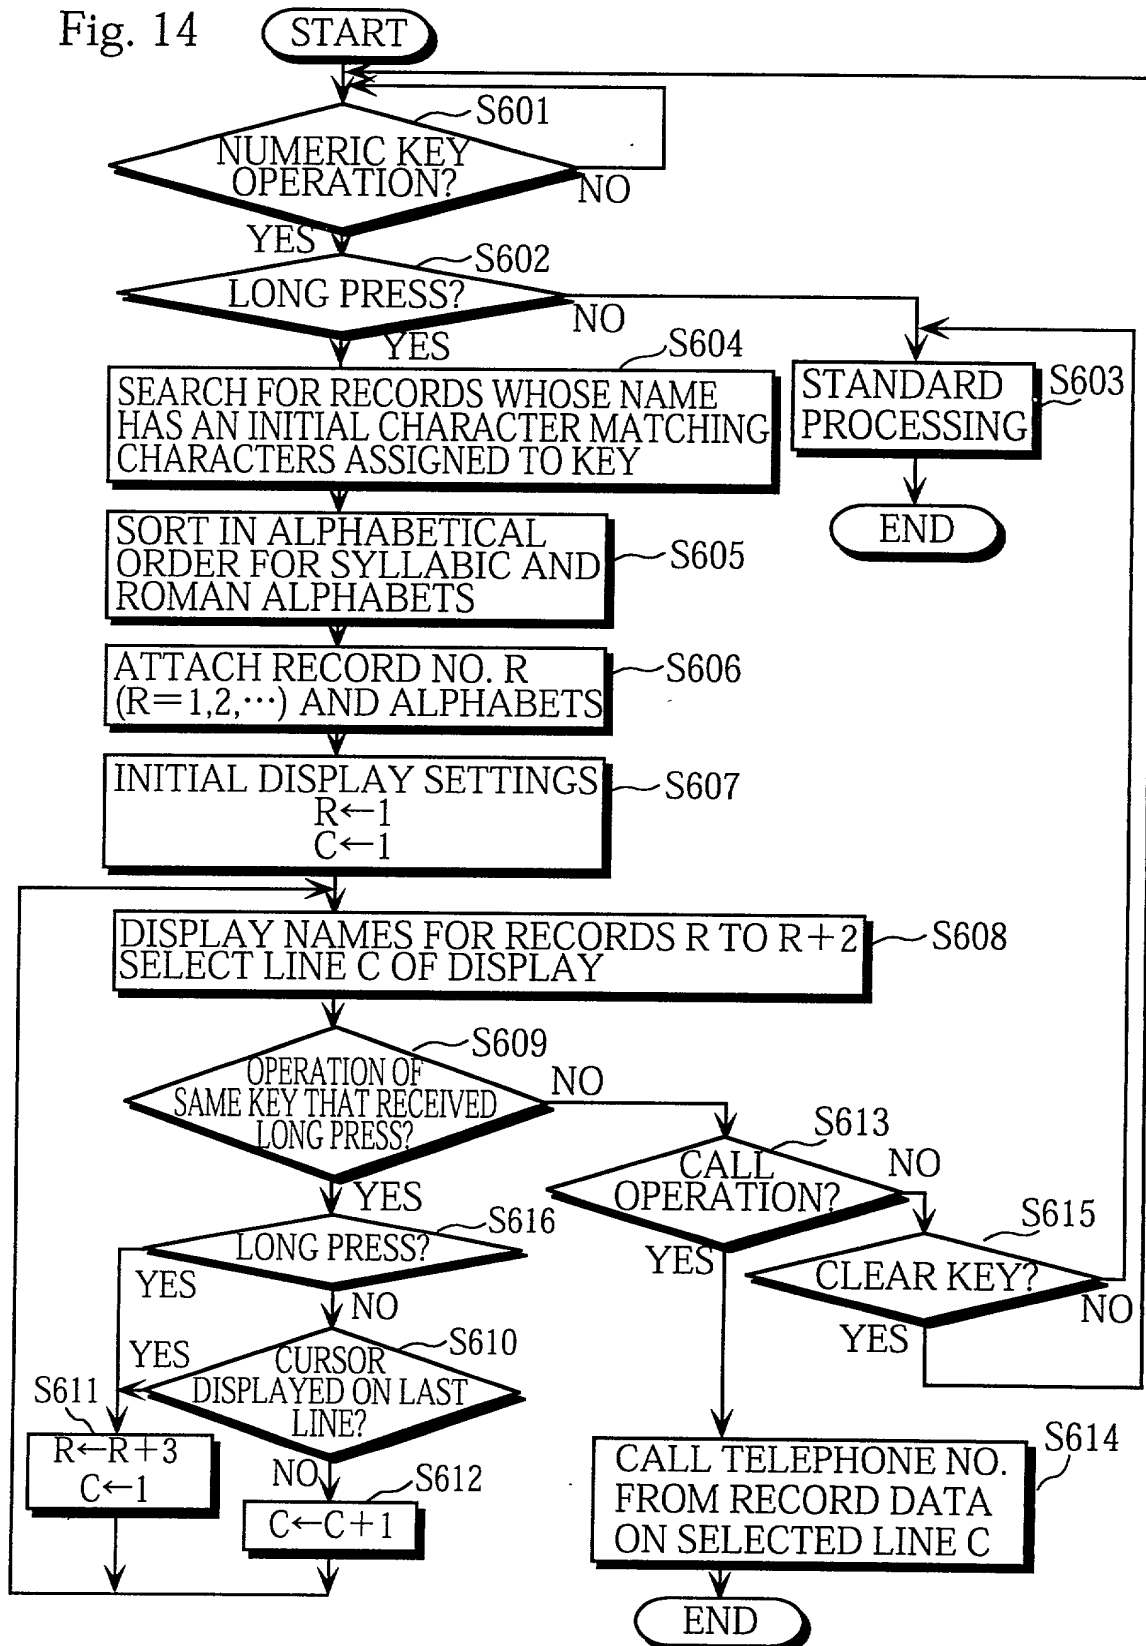 Fig. 14
START
S601
NUMERIC KEY
OPERATION?
NO
YES
S602
LONG PRESS?
NO
YES
S604
SEARCH FOR RECORDS WHOSE NAME
HAS AN INITIAL CHARACTER MATCHING
CHARACTERS ASSIGNED TO KEY
S603
STANDARD
PROCESSING
END
SORT IN ALPHABETICAL
ORDER FOR SYLLABIC AND
ROMAN ALPHABETS
S605
ATTACH RECORD NO. R
(R=1,2,⋯) AND ALPHABETS
S606
INITIAL DISPLAY SETTINGS
R←1
C←1
S607
DISPLAY NAMES FOR RECORDS R TO R+2
SELECT LINE C OF DISPLAY
S608
S609
OPERATION OF
SAME KEY THAT RECEIVED
LONG PRESS?
NO
YES
S613
CALL
OPERATION?
NO
YES
S615
CLEAR KEY?
NO
YES
S616
LONG PRESS?
YES
NO
S610
CURSOR
DISPLAYED ON LAST
LINE?
YES
NO
S611
R←R+3
C←1
S612
C←C+1
S614
CALL TELEPHONE NO.
FROM RECORD DATA
ON SELECTED LINE C
END